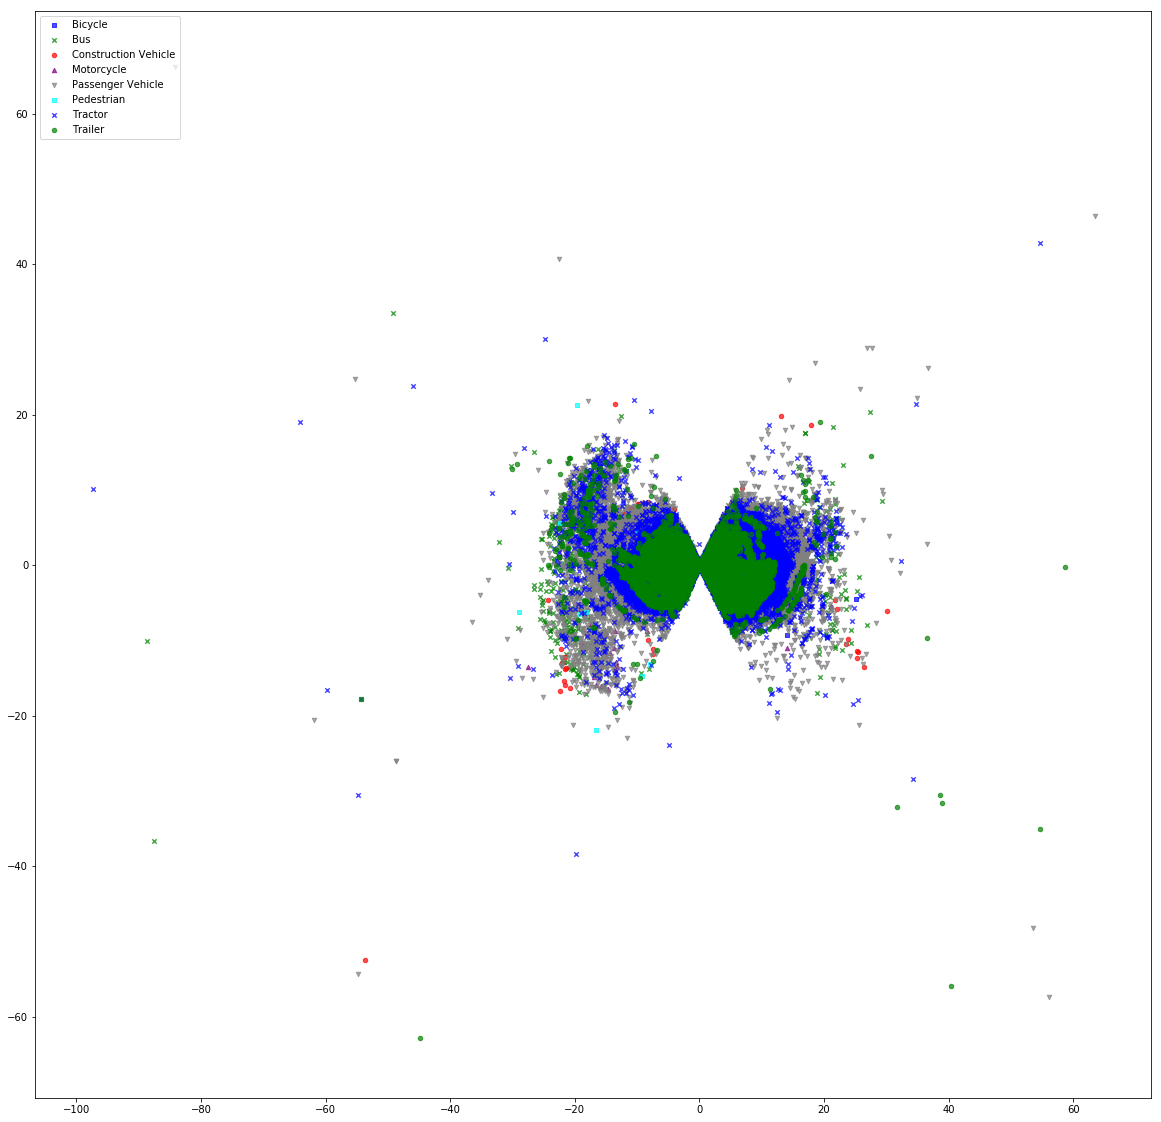 Bicycle
Bus
Construction Vehicle
Motorcycle
Passenger Vehicle
Pedestrian
Tractor
Trailer
60
40
20
0
−20
−40
−60
−100 −80 −60 −40 −20 0 20 40 60